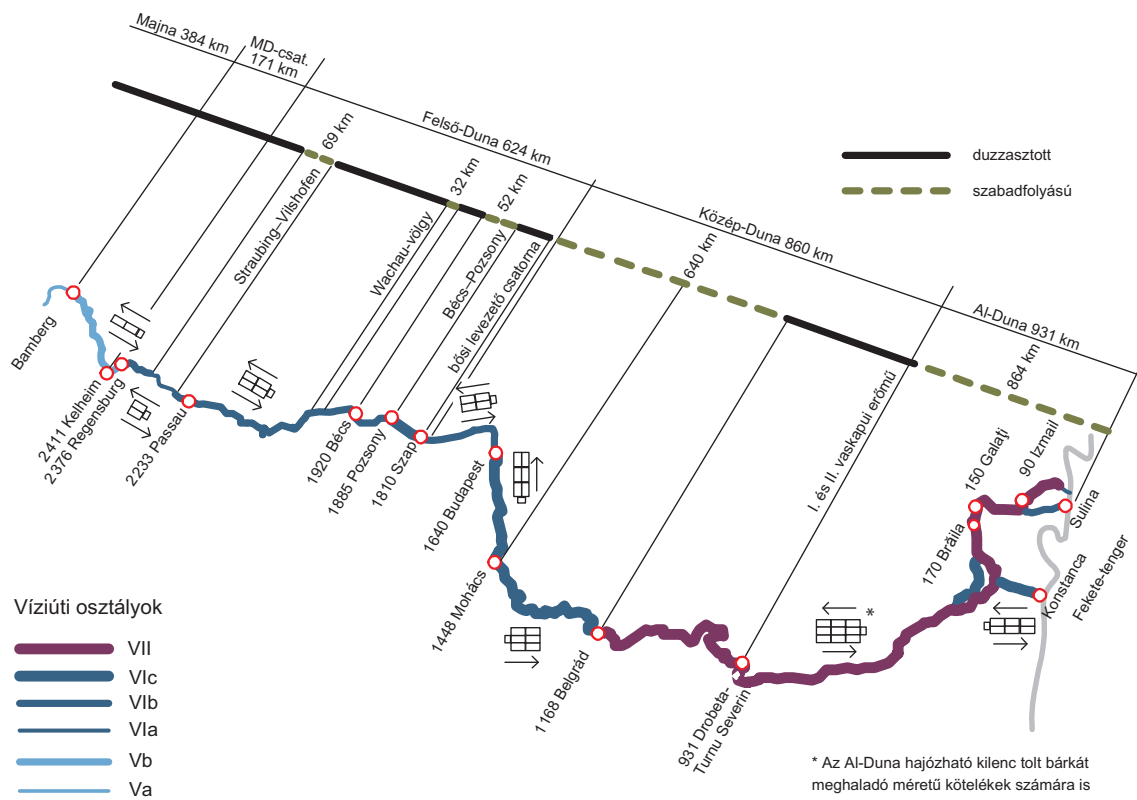 Majna 384 km
MD-csat.
171 km
Felső-Duna 624 km
Közép-Duna 860 km
Al-Duna 931 km
69 km
Straubing–Vilshofen
32 km
Wachau-völgy
52 km
Bécs–Pozsony
bősi levezető csatorna
640 km
I. és II. vaskapui erőmű
864 km
duzzasztott
szabadfolyású
Bamberg
2 411 Kelheim
2 376 Regensburg
2233 Passau
1920 Bécs
1885 Pozsony
1810 Szap
1640 Budapest
1448 Mohács
1168 Belgrád
931 Drobeta-
Turnu Severin
170 Brăila
150 Galaţi
90 Izmail
Sulina
Konstanca
Fekete-tenger
*
Víziúti osztályok
VII
VIc
VIb
VIa
Vb
Va
* Az Al-Duna hajózható kilenc tolt bárkát
meghaladó méretű kötelékek számára is